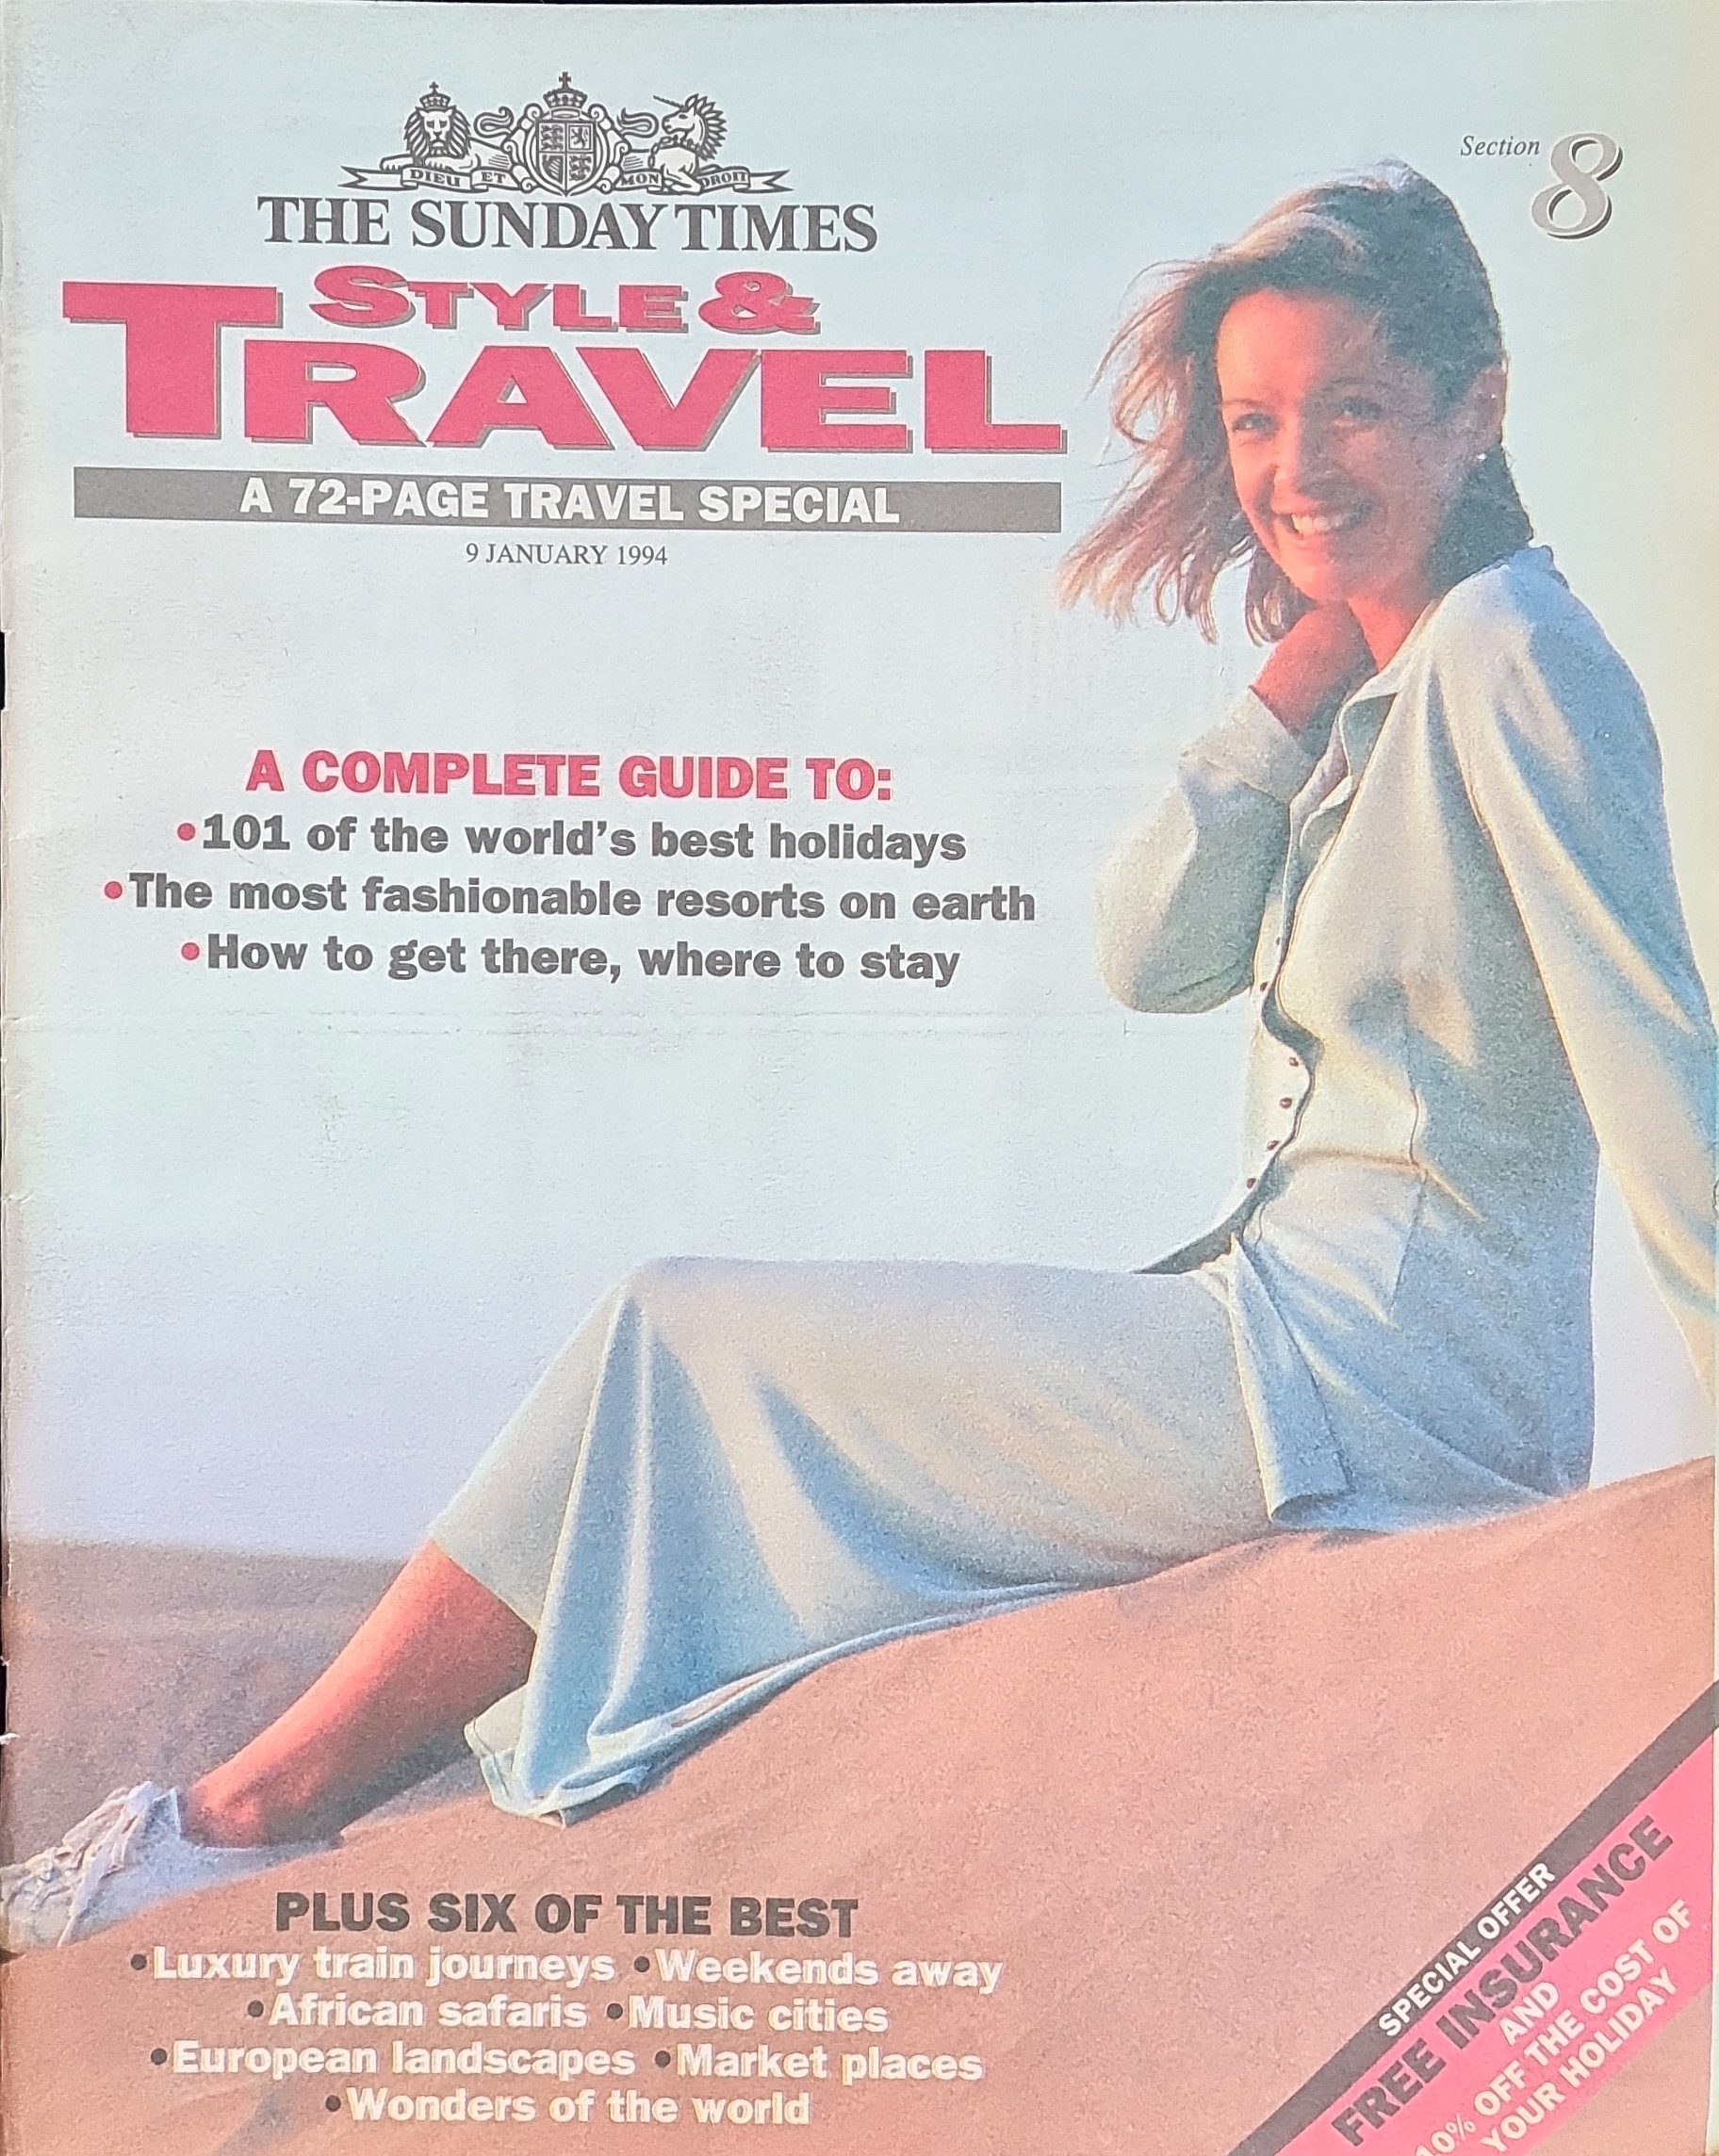 DIEU ET MON DROIT
THE SUNDAY TIMES
Section 8
STYLE &
TRAVEL
A 72-PAGE TRAVEL SPECIAL
9 JANUARY 1994
A COMPLETE GUIDE TO:
•101 of the world's best holidays
•The most fashionable resorts on earth
•How to get there, where to stay
PLUS SIX OF THE BEST
•Luxury train journeys •Weekends away
•African safaris •Music cities
•European landscapes •Market places
•Wonders of the world
SPECIAL OFFER
FREE INSURANCE
AND
10% OFF THE COST OF
YOUR HOLIDAY